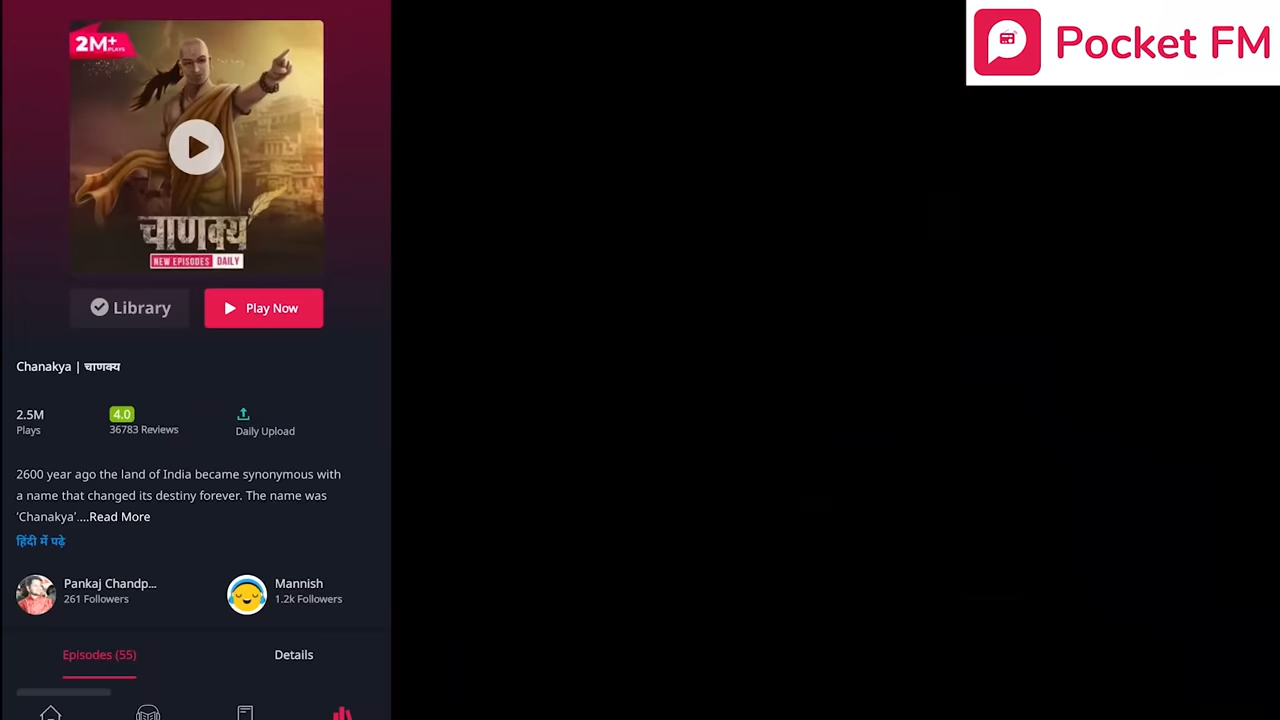 Pocket FM
2M+
PLAYS
चाणक्य
NEW EPISODES DAILY
Library
Play Now
Chanakya | चाणक्य
2.5M
Plays
4.0
36783 Reviews
Daily Upload
2600 year ago the land of India became synonymous with
a name that changed its destiny forever. The name was
'Chanakya'....Read More
हिंदी में पढ़े
Pankaj Chandp...
261 Followers
Mannish
1.2k Followers
Episodes (55)
Details